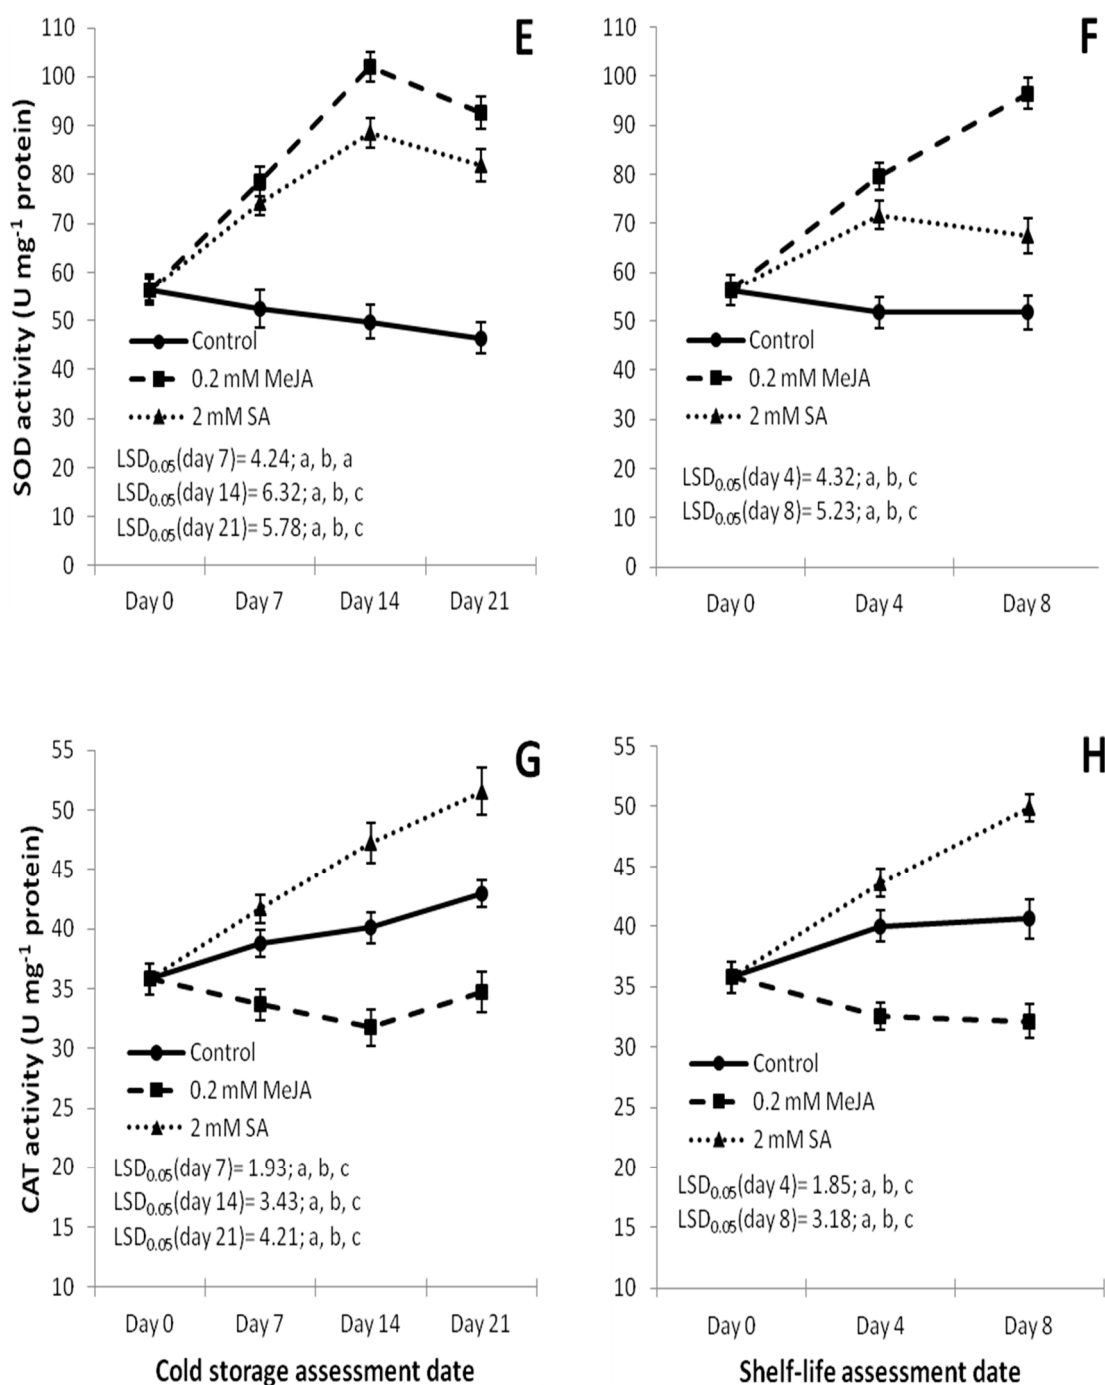 E
110
100
90
80
70
60
50
40
30
20
10
0
SOD activity (U mg⁻¹ protein)
Control
0.2 mM MeJA
2 mM SA
LSD₀.₀₅(day 7)= 4.24; a, b, a
LSD₀.₀₅(day 14)= 6.32; a, b, c
LSD₀.₀₅(day 21)= 5.78; a, b, c
Day 0 Day 7 Day 14 Day 21
F
110
100
90
80
70
60
50
40
30
20
10
0
Control
0.2 mM MeJA
2 mM SA
LSD₀.₀₅(day 4)= 4.32; a, b, c
LSD₀.₀₅(day 8)= 5.23; a, b, c
Day 0 Day 4 Day 8
G
55
50
45
40
35
30
25
20
15
10
CAT activity (U mg⁻¹ protein)
Control
0.2 mM MeJA
2 mM SA
LSD₀.₀₅(day 7)= 1.93; a, b, c
LSD₀.₀₅(day 14)= 3.43; a, b, c
LSD₀.₀₅(day 21)= 4.21; a, b, c
Day 0 Day 7 Day 14 Day 21
Cold storage assessment date
H
55
50
45
40
35
30
25
20
15
10
Control
0.2 mM MeJA
2 mM SA
LSD₀.₀₅(day 4)= 1.85; a, b, c
LSD₀.₀₅(day 8)= 3.18; a, b, c
Day 0 Day 4 Day 8
Shelf-life assessment date